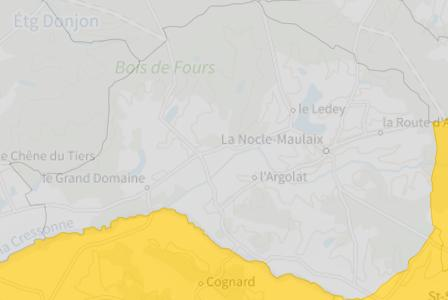 Étg Donjon
Bois de Fours
le Ledey
la Route d'A
La Nocle-Maulaix
e Chêne du Tiers
le Grand Domaine
l'Argolat
la Cressonne
Cognard
St-